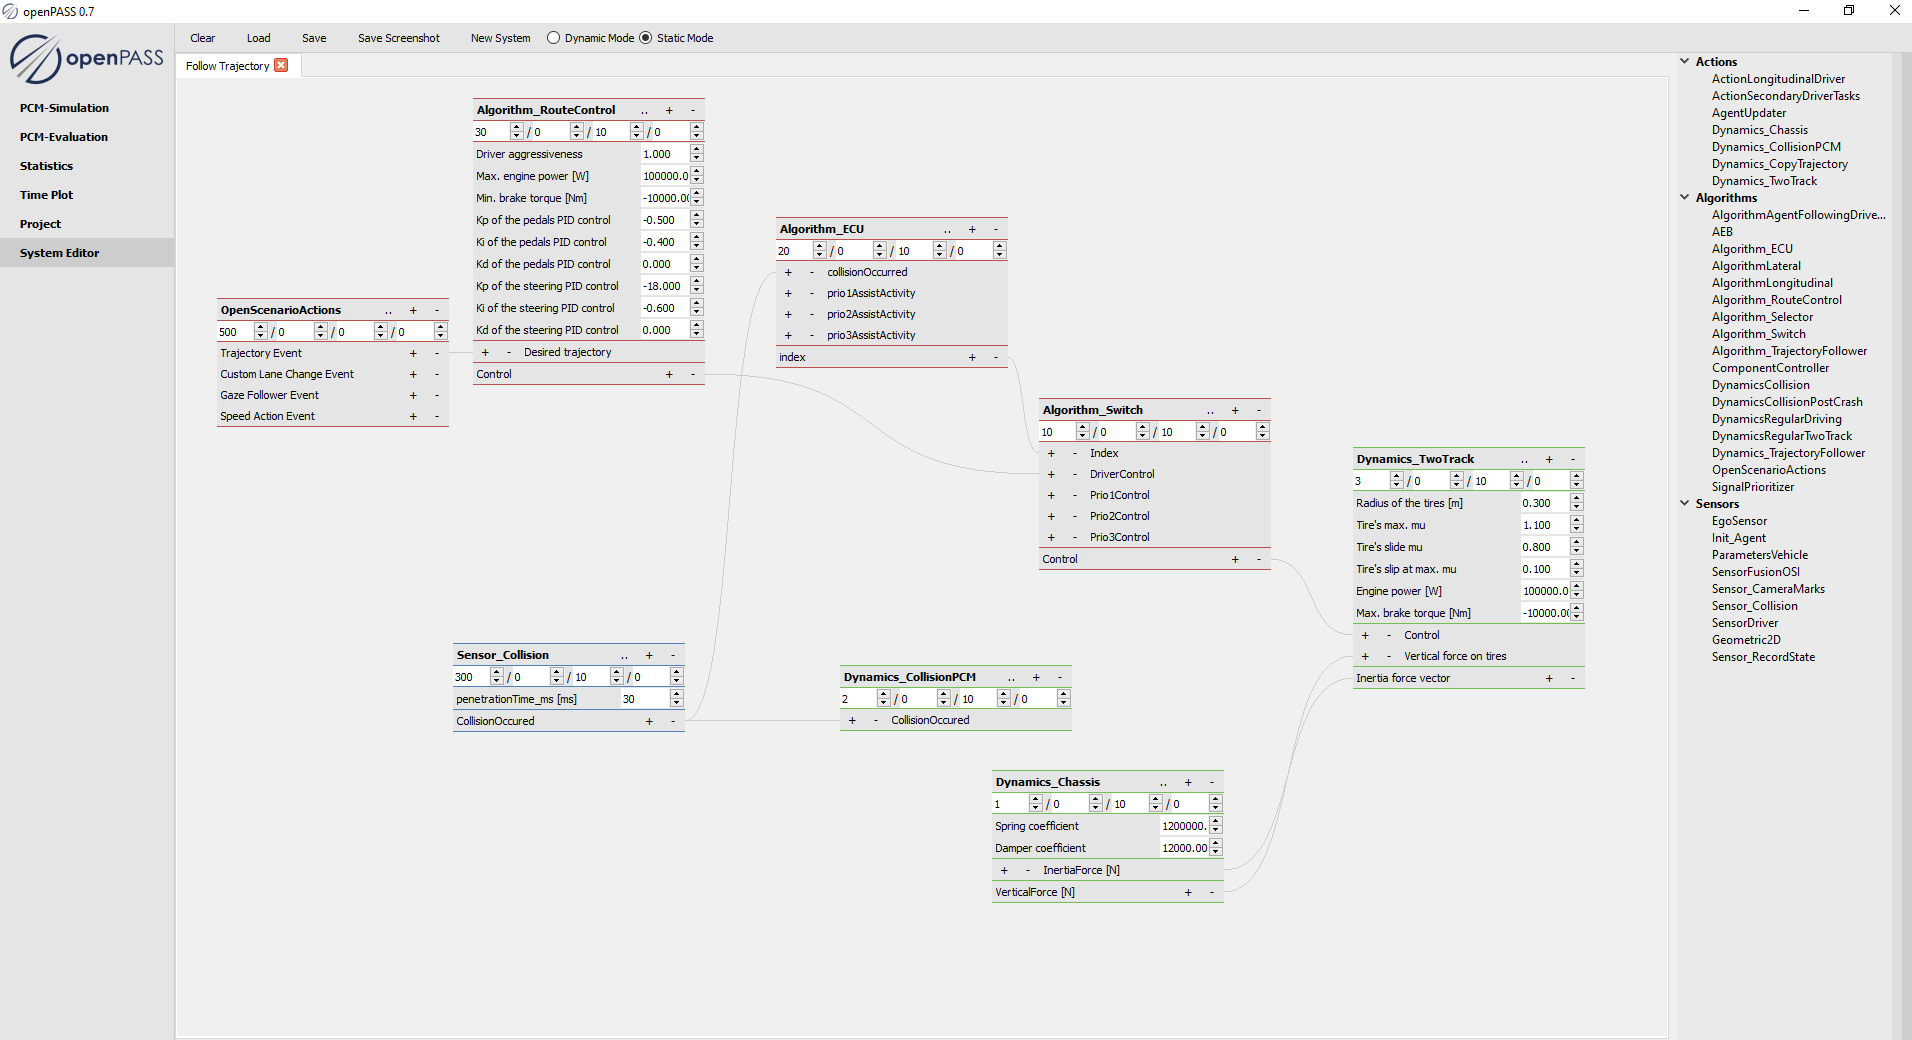 openPASS 0.7
openPASS
PCM-Simulation
PCM-Evaluation
Statistics
Time Plot
Project
System Editor
Clear Load Save Save Screenshot New System Dynamic Mode Static Mode
Follow Trajectory
Algorithm_RouteControl .. + -
30 / 0 / 10 / 0
Driver aggressiveness 1.000
Max. engine power [W] 100000.0
Min. brake torque [Nm] -10000.00
Kp of the pedals PID control -0.500
Ki of the pedals PID control -0.400
Kd of the pedals PID control 0.000
Kp of the steering PID control -18.000
Ki of the steering PID control -0.600
Kd of the steering PID control 0.000
+ - Desired trajectory
Control + -
OpenScenarioActions .. + -
500 / 0 / 0 / 0
Trajectory Event + -
Custom Lane Change Event + -
Gaze Follower Event + -
Speed Action Event + -
Algorithm_ECU .. + -
20 / 0 / 10 / 0
+ - collisionOccurred
+ - prio1AssistActivity
+ - prio2AssistActivity
+ - prio3AssistActivity
index + -
Algorithm_Switch .. + -
10 / 0 / 10 / 0
+ - Index
+ - DriverControl
+ - Prio1Control
+ - Prio2Control
+ - Prio3Control
Control + -
Dynamics_TwoTrack .. + -
3 / 0 / 10 / 0
Radius of the tires [m] 0.300
Tire's max. mu 1.100
Tire's slide mu 0.800
Tire's slip at max. mu 0.100
Engine power [W] 100000.0
Max. brake torque [Nm] -10000.00
+ - Control
+ - Vertical force on tires
Inertia force vector + -
Sensor_Collision .. + -
300 / 0 / 10 / 0
penetrationTime_ms [ms] 30
CollisionOccured + -
Dynamics_CollisionPCM .. + -
2 / 0 / 10 / 0
+ - CollisionOccured
Dynamics_Chassis .. + -
1 / 0 / 10 / 0
Spring coefficient 1200000.
Damper coefficient 12000.00
+ - InertiaForce [N]
VerticalForce [N] + -
Actions
ActionLongitudinalDriver
ActionSecondaryDriverTasks
AgentUpdater
Dynamics_Chassis
Dynamics_CollisionPCM
Dynamics_CopyTrajectory
Dynamics_TwoTrack
Algorithms
AlgorithmAgentFollowingDrive...
AEB
Algorithm_ECU
AlgorithmLateral
AlgorithmLongitudinal
Algorithm_RouteControl
Algorithm_Selector
Algorithm_Switch
Algorithm_TrajectoryFollower
ComponentController
DynamicsCollision
DynamicsCollisionPostCrash
DynamicsRegularDriving
DynamicsRegularTwoTrack
Dynamics_TrajectoryFollower
OpenScenarioActions
SignalPrioritizer
Sensors
EgoSensor
Init_Agent
ParametersVehicle
SensorFusionOSI
Sensor_CameraMarks
Sensor_Collision
SensorDriver
Geometric2D
Sensor_RecordState